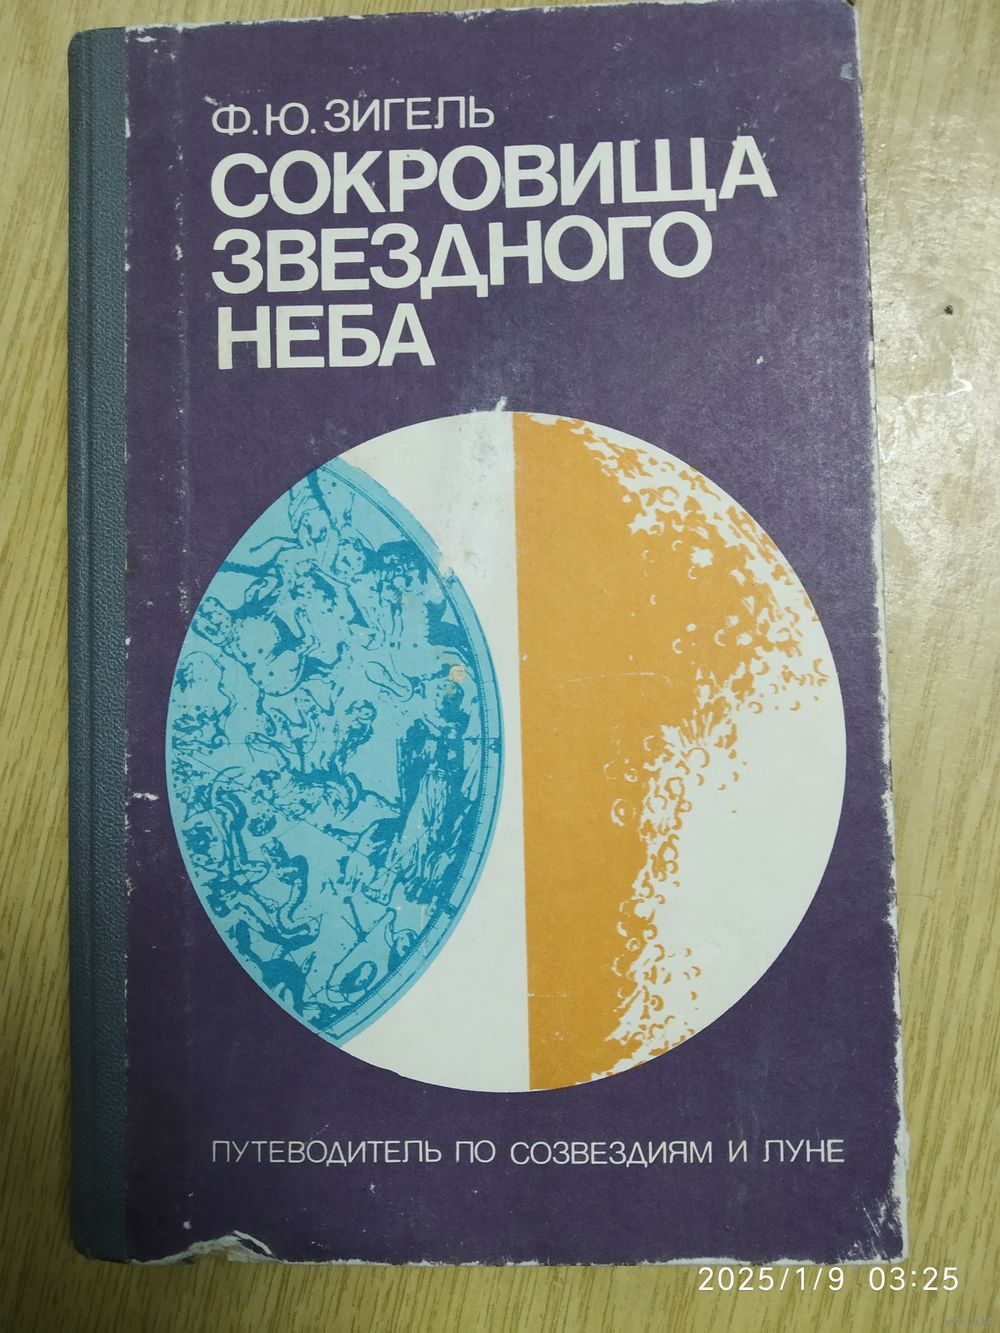 Ф.Ю.ЗИГЕЛЬ
СОКРОВИЩА
ЗВЕЗДНОГО
НЕБА
ПУТЕВОДИТЕЛЬ ПО СОЗВЕЗДИЯМ И ЛУНЕ
2025/1/9 03:25